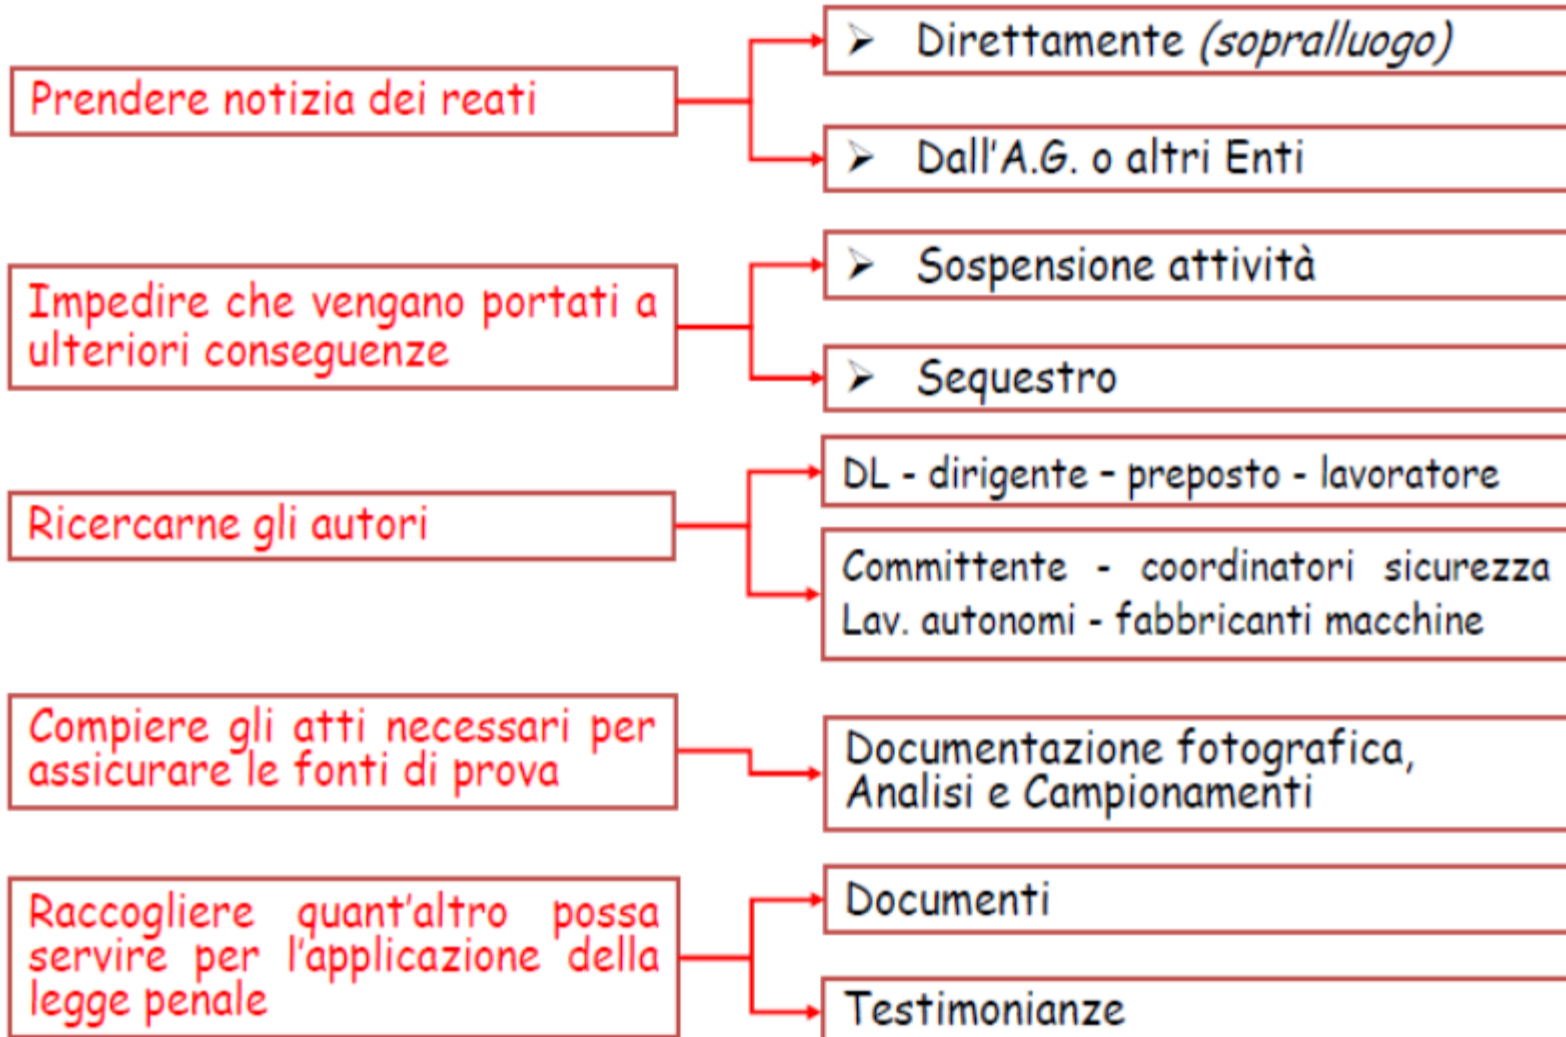 Prendere notizia dei reati
➢ Direttamente (sopralluogo)
➢ Dall'A.G. o altri Enti
Impedire che vengano portati a
ulteriori conseguenze
➢ Sospensione attività
➢ Sequestro
Ricercarne gli autori
DL - dirigente – preposto - lavoratore
Committente - coordinatori sicurezza
Lav. autonomi - fabbricanti macchine
Compiere gli atti necessari per
assicurare le fonti di prova
Documentazione fotografica,
Analisi e Campionamenti
Raccogliere quant'altro possa
servire per l'applicazione della
legge penale
Documenti
Testimonianze